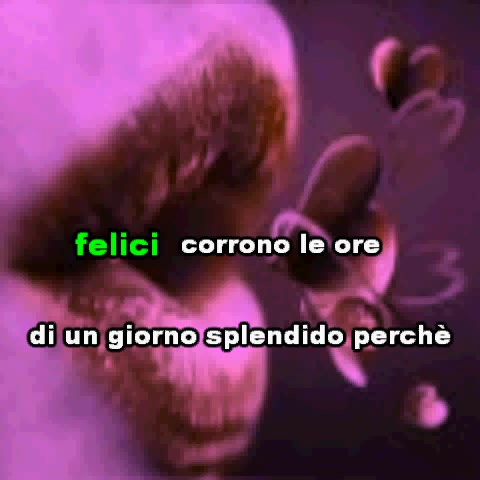 felici corrono le ore
di un giorno splendido perchè